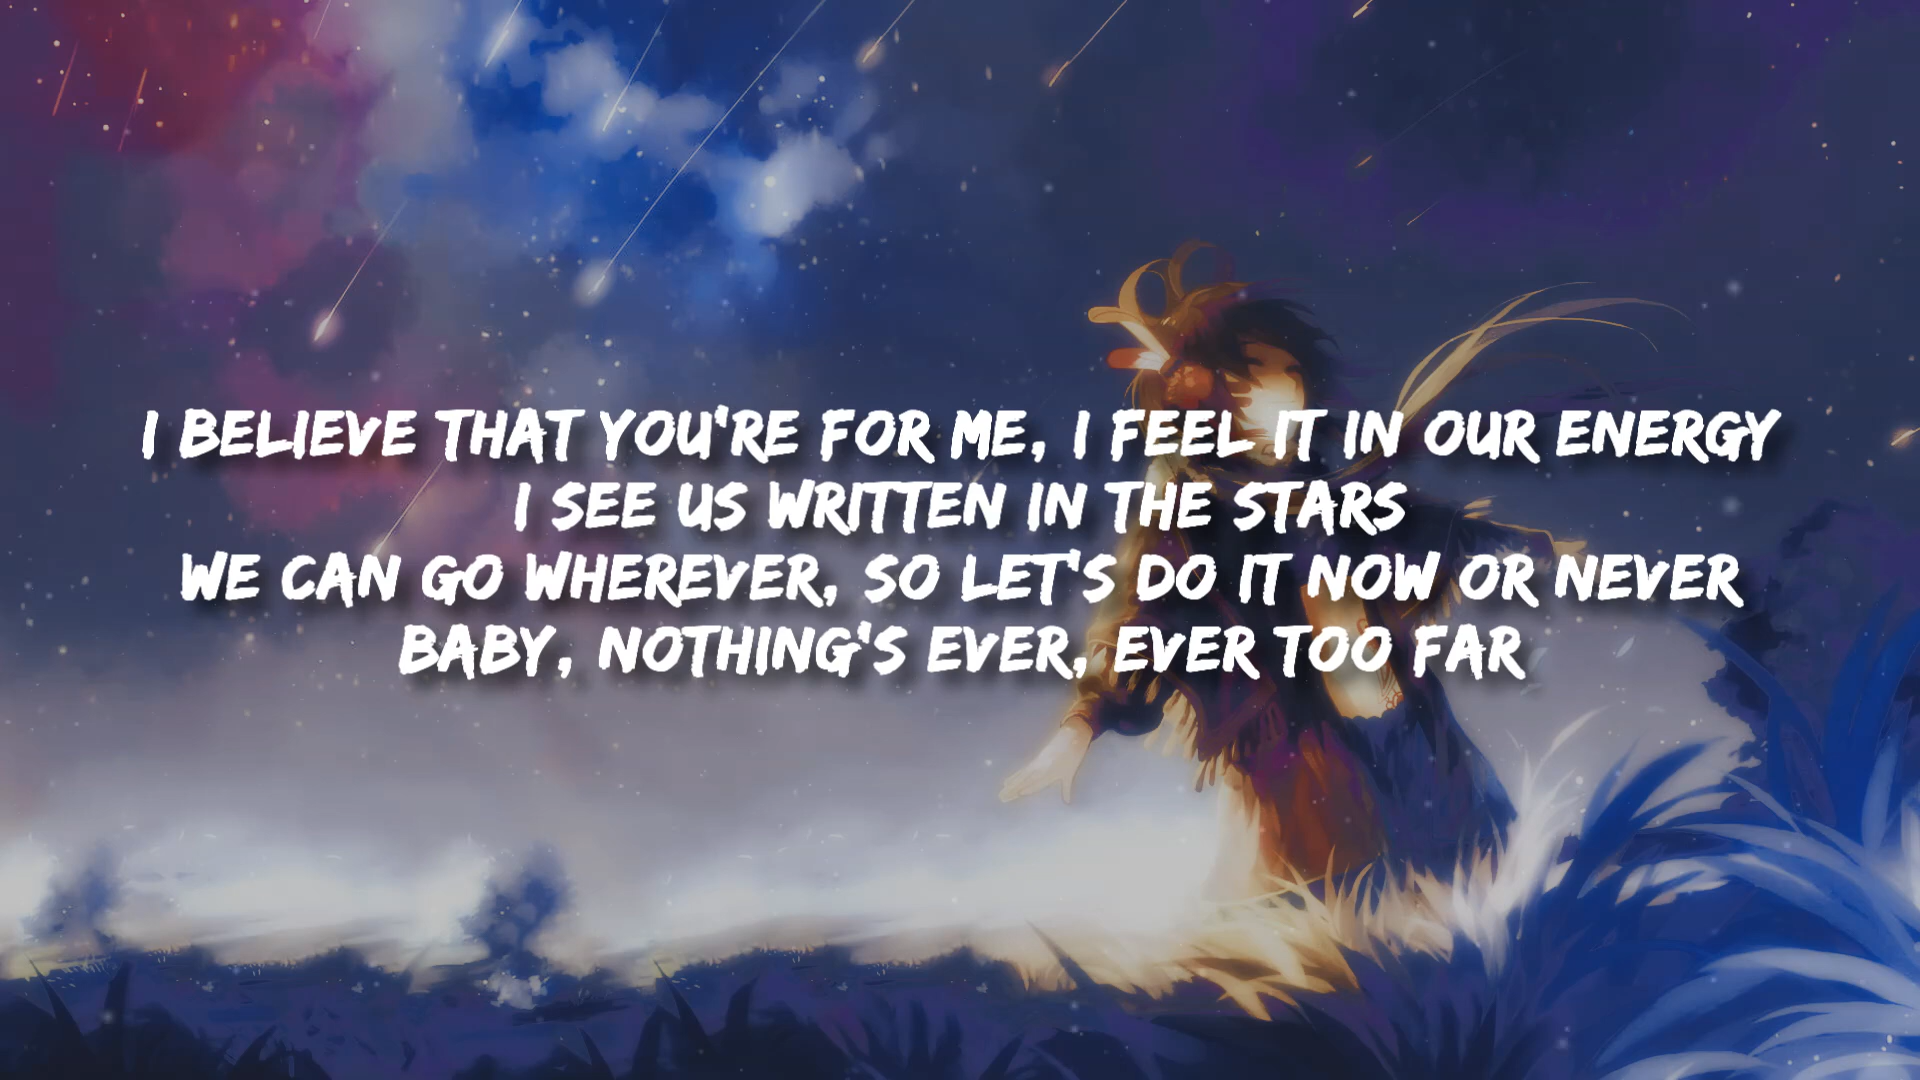 I BELIEVE THAT YOU'RE FOR ME, I FEEL IT IN OUR ENERGY
I SEE US WRITTEN IN THE STARS
WE CAN GO WHEREVER, SO LET'S DO IT NOW OR NEVER
BABY, NOTHING'S EVER, EVER TOO FAR